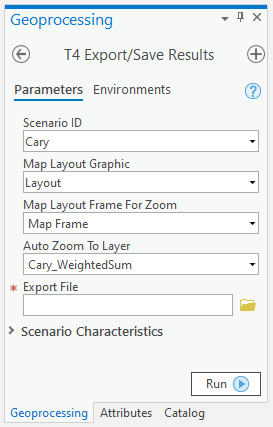 Geoprocessing
T4 Export/Save Results
Parameters Environments
?
Scenario ID
Cary
Map Layout Graphic
Layout
Map Layout Frame For Zoom
Map Frame
Auto Zoom To Layer
Cary_WeightedSum
* Export File
> Scenario Characteristics
Run
Geoprocessing Attributes Catalog